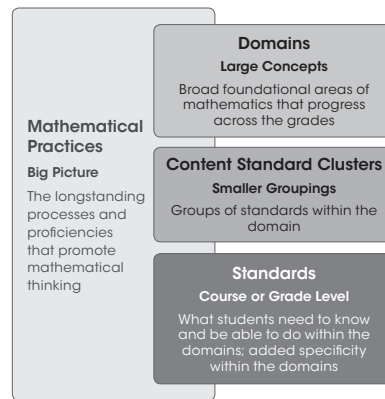 Mathematical
Practices
Big Picture
The longstanding
processes and
proficiencies
that promote
mathematical
thinking
Domains
Large Concepts
Broad foundational areas of
mathematics that progress
across the grades
Content Standard Clusters
Smaller Groupings
Groups of standards within the
domain
Standards
Course or Grade Level
What students need to know
and be able to do within the
domains; added specificity
within the domains